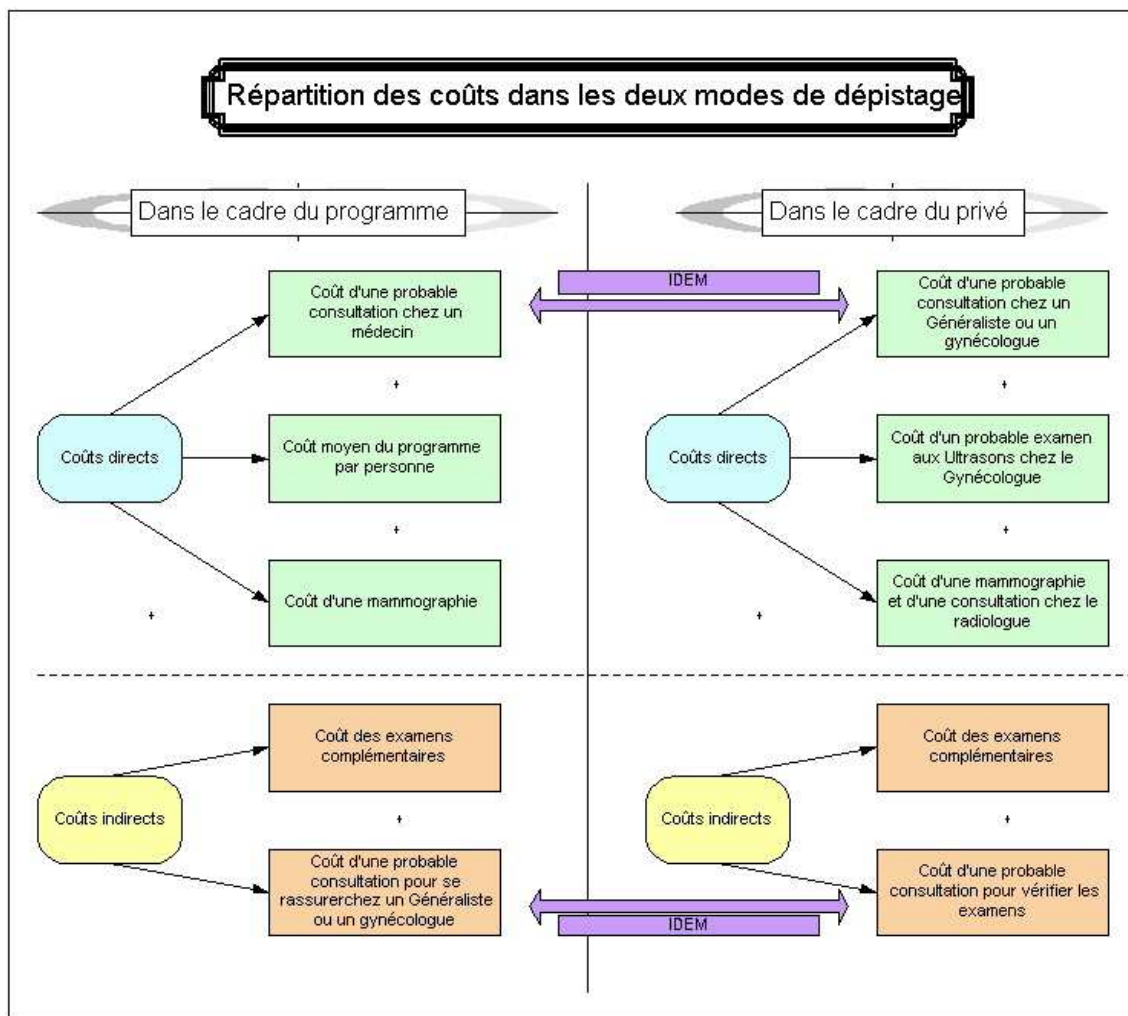 Répartition des coûts dans les deux modes de dépistage
Dans le cadre du programme
Coût d'une probable
consultation chez un
médecin
+
Coûts directs
Coût moyen du programme
par personne
+
Coût d'une mammographie
+
Coûts indirects
Coût des examens
complémentaires
+
Coût d'une probable
consultation pour se
rassurerchez un Généraliste
ou un gynécologue
IDEM
IDEM
Dans le cadre du privé
Coût d'une probable
consultation chez un
Généraliste ou un
gynécologue
+
Coûts directs
Coût d'un probable examen
aux Ultrasons chez le
Gynécologue
+
Coût d'une mammographie
et d'une consultation chez le
radiologue
+
Coûts indirects
Coût des examens
complémentaires
+
Coût d'une probable
consultation pour vérifier les
examens